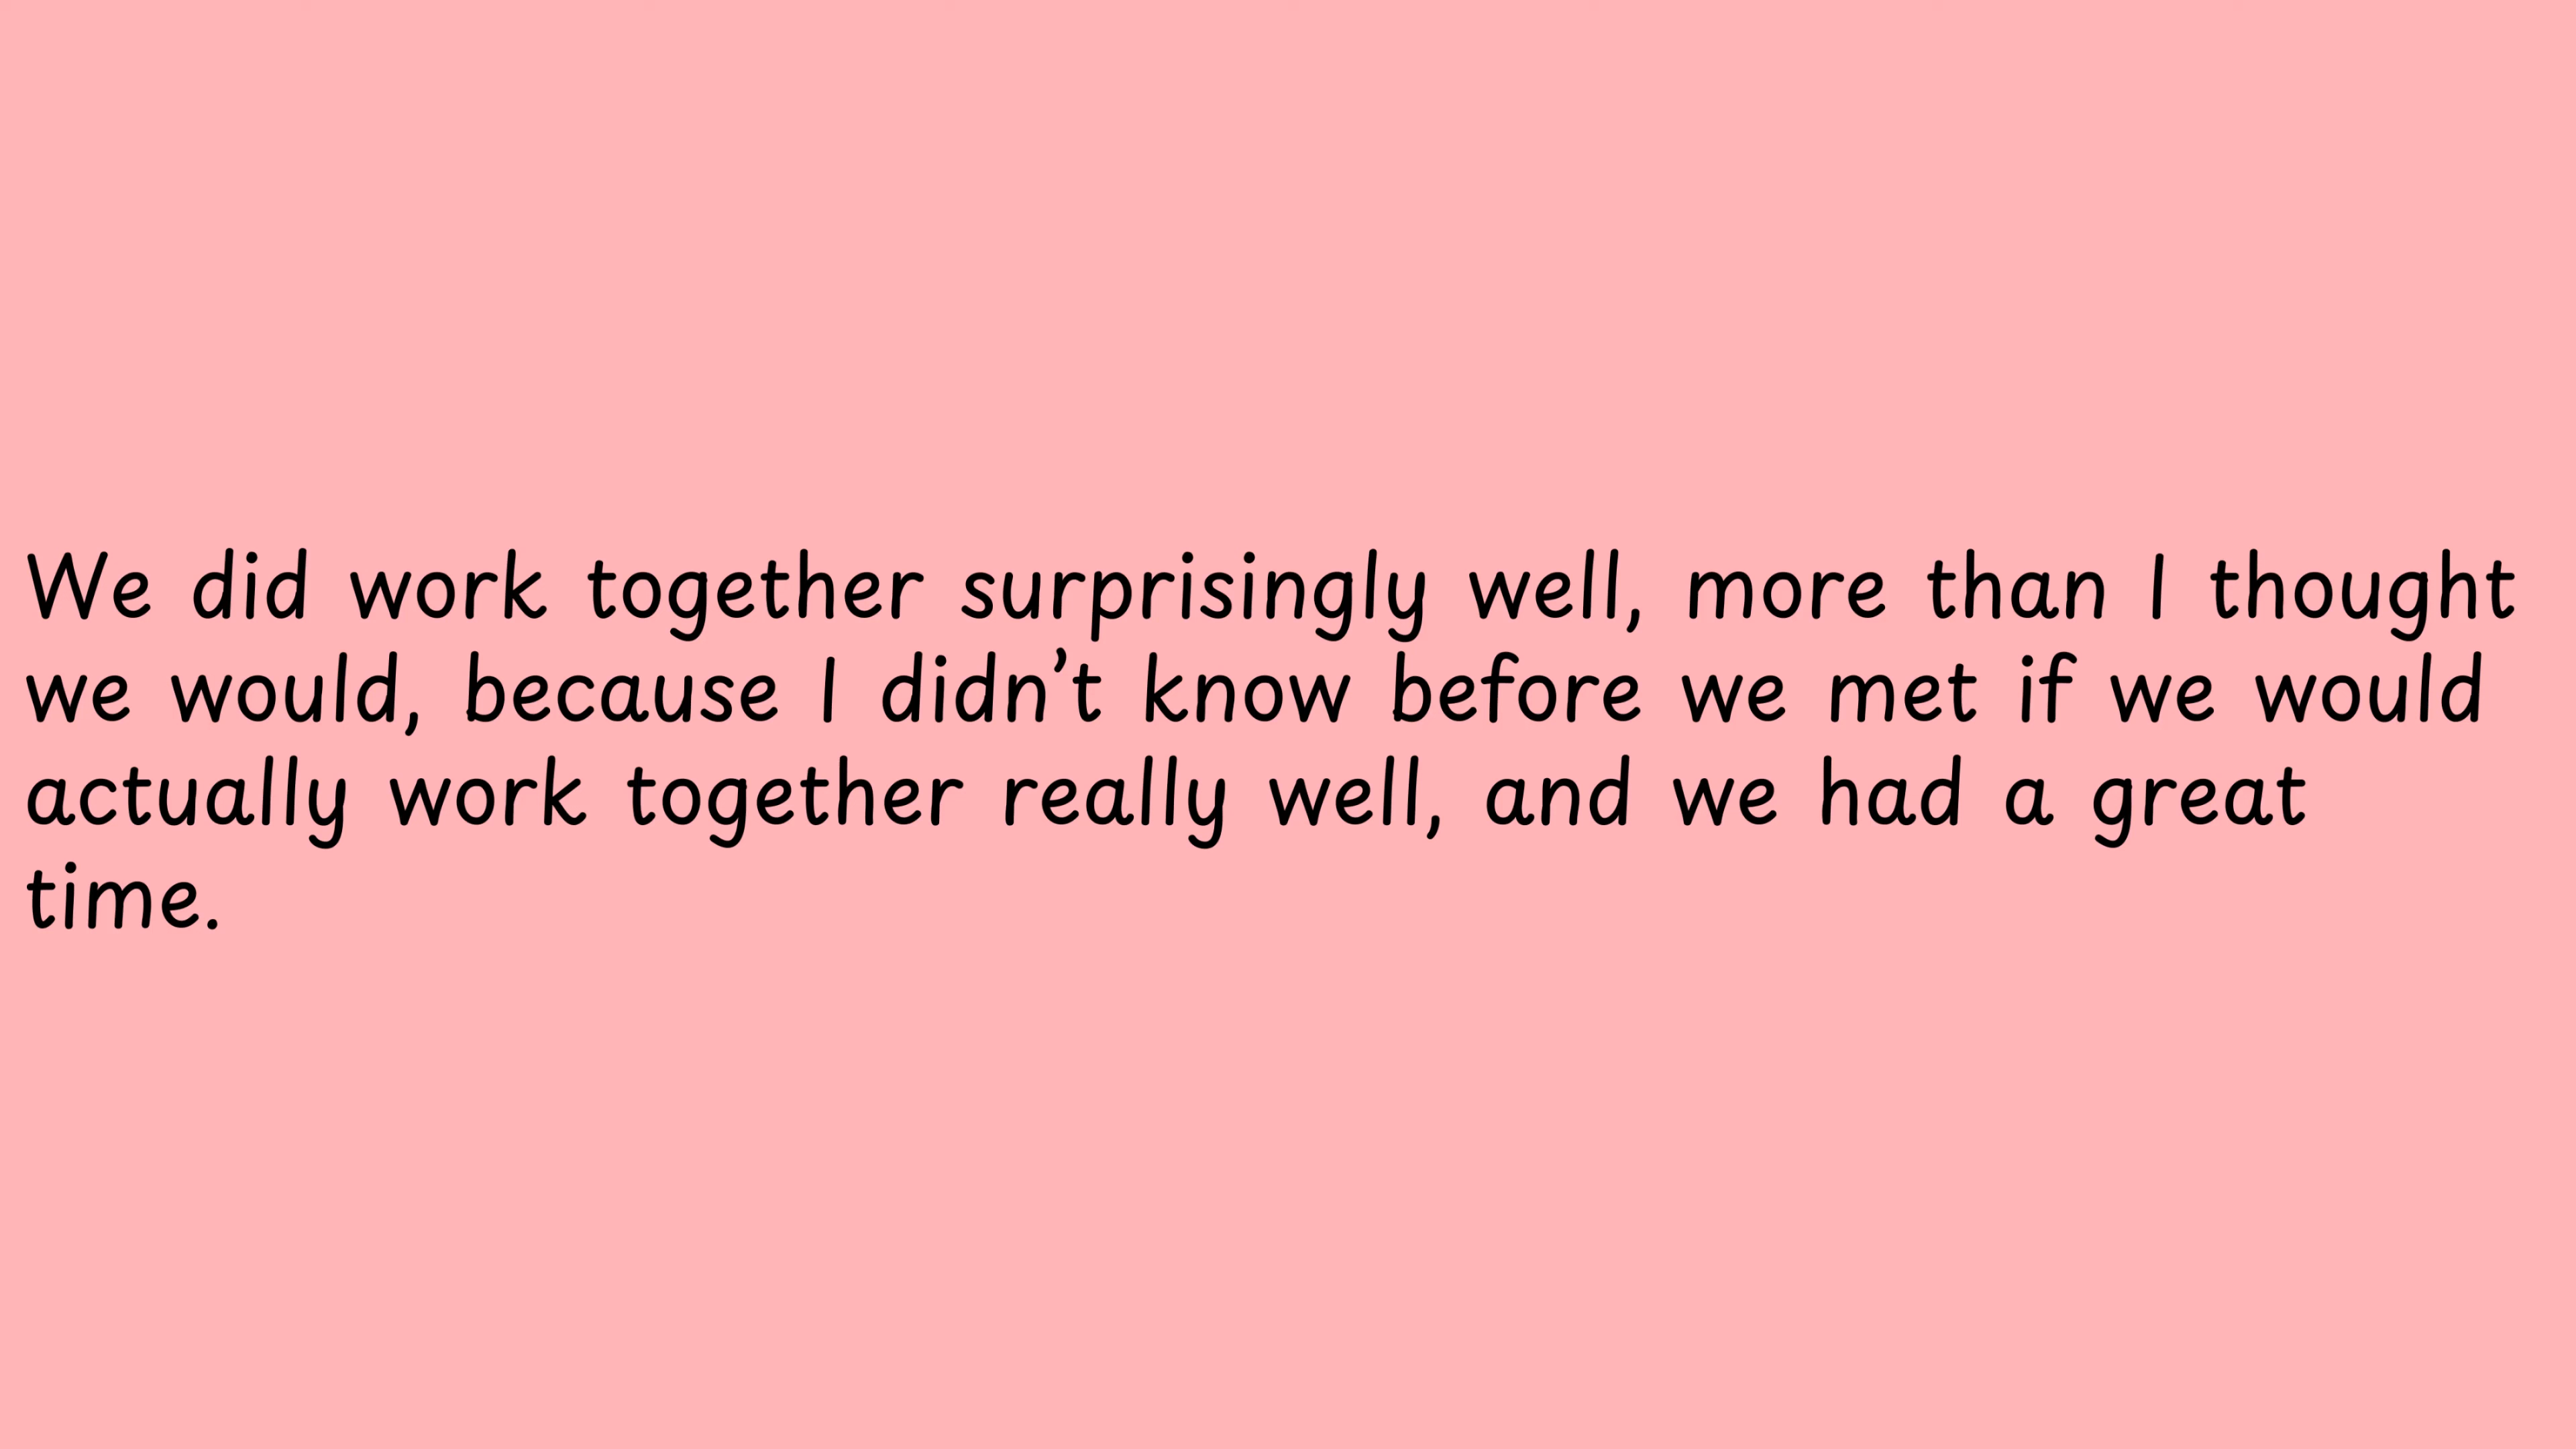 We did work together surprisingly well, more than I thought
we would, because I didn’t know before we met if we would
actually work together really well, and we had a great
time.